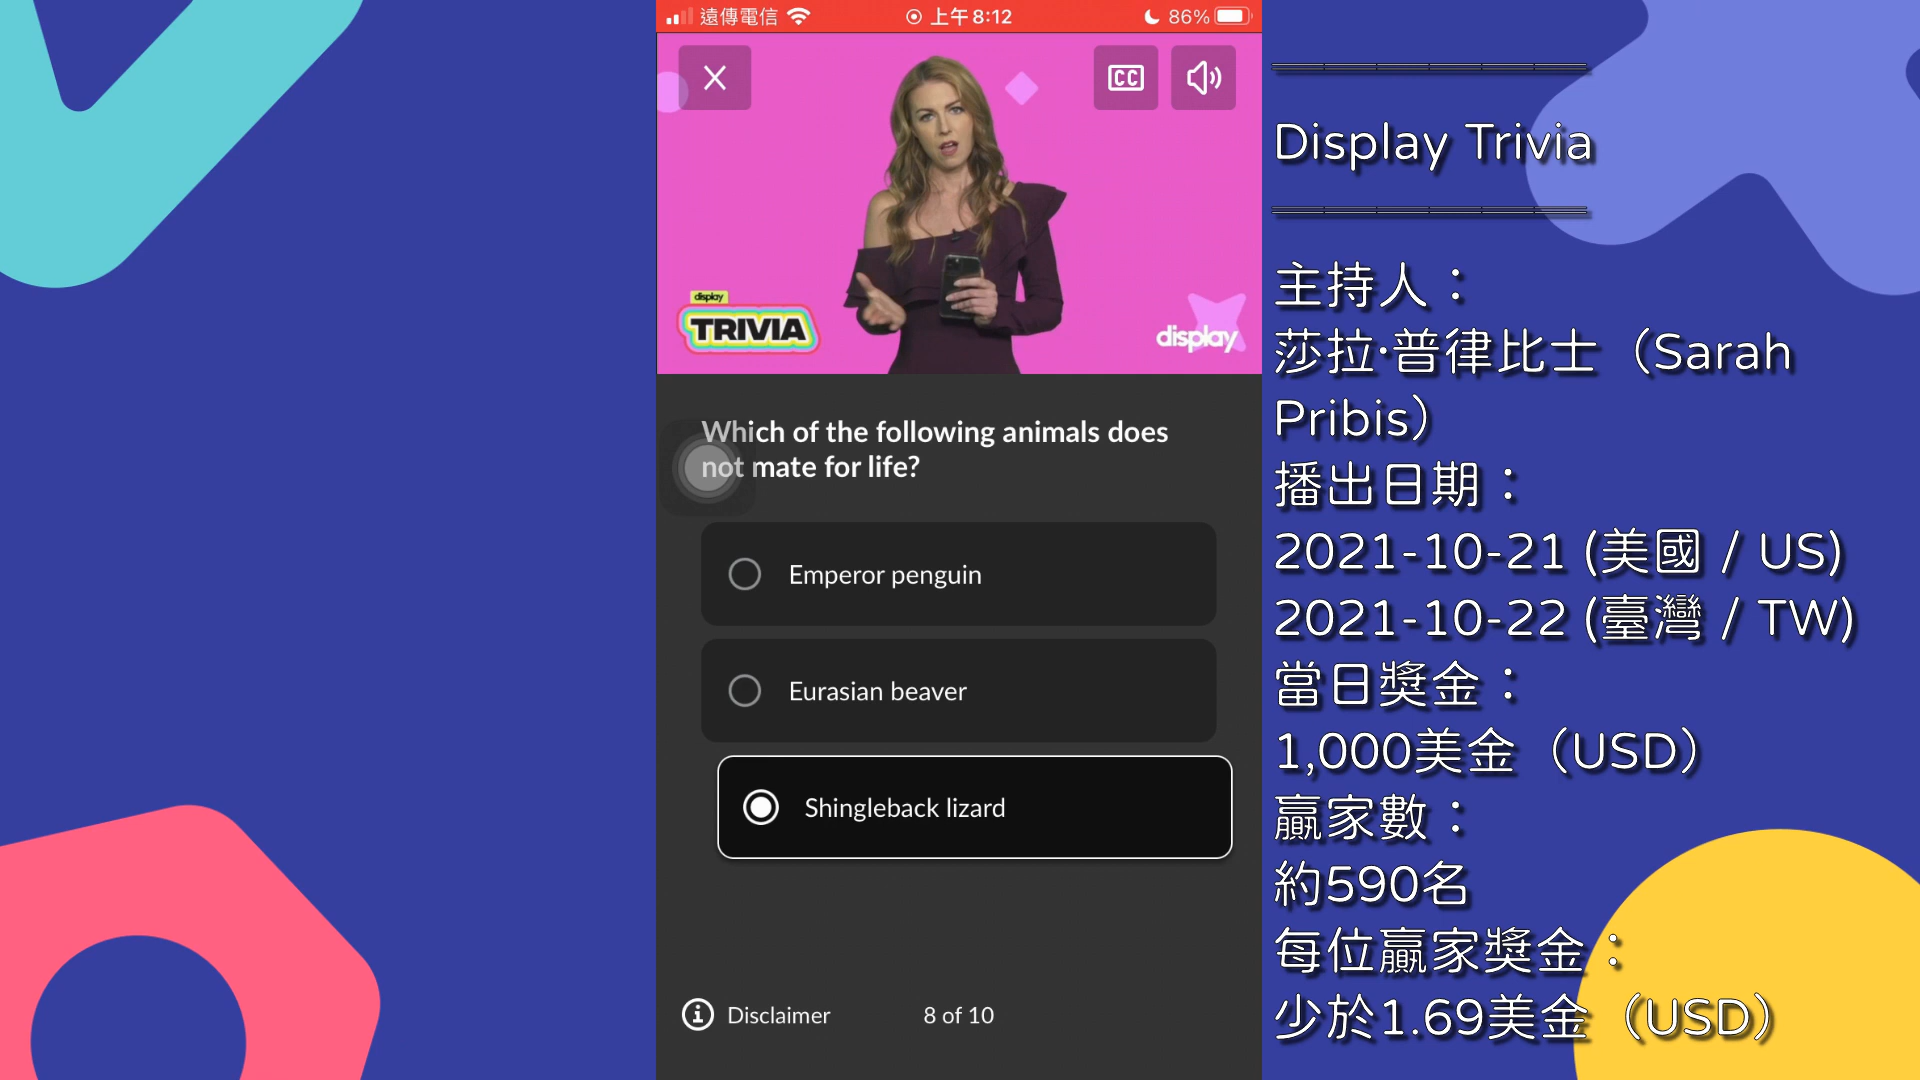 遠傳電信
上午8:12
86%
CC
display
TRIVIA
display
Which of the following animals does
not mate for life?
Emperor penguin
Eurasian beaver
Shingleback lizard
Disclaimer
8 of 10
Display Trivia
主持人：
莎拉·普律比士（Sarah
Pribis）
播出日期：
2021-10-21 (美國 / US)
2021-10-22 (臺灣 / TW)
當日獎金：
1,000美金（USD）
贏家數：
約590名
每位贏家獎金：
少於1.69美金（USD）